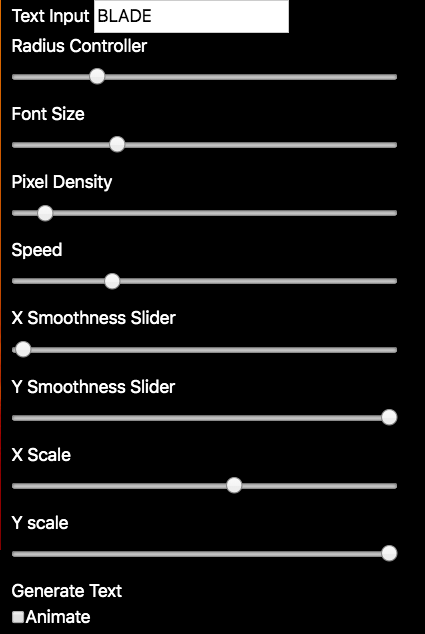 Text Input BLADE
Radius Controller
Font Size
Pixel Density
Speed
X Smoothness Slider
Y Smoothness Slider
X Scale
Y scale
Generate Text
Animate